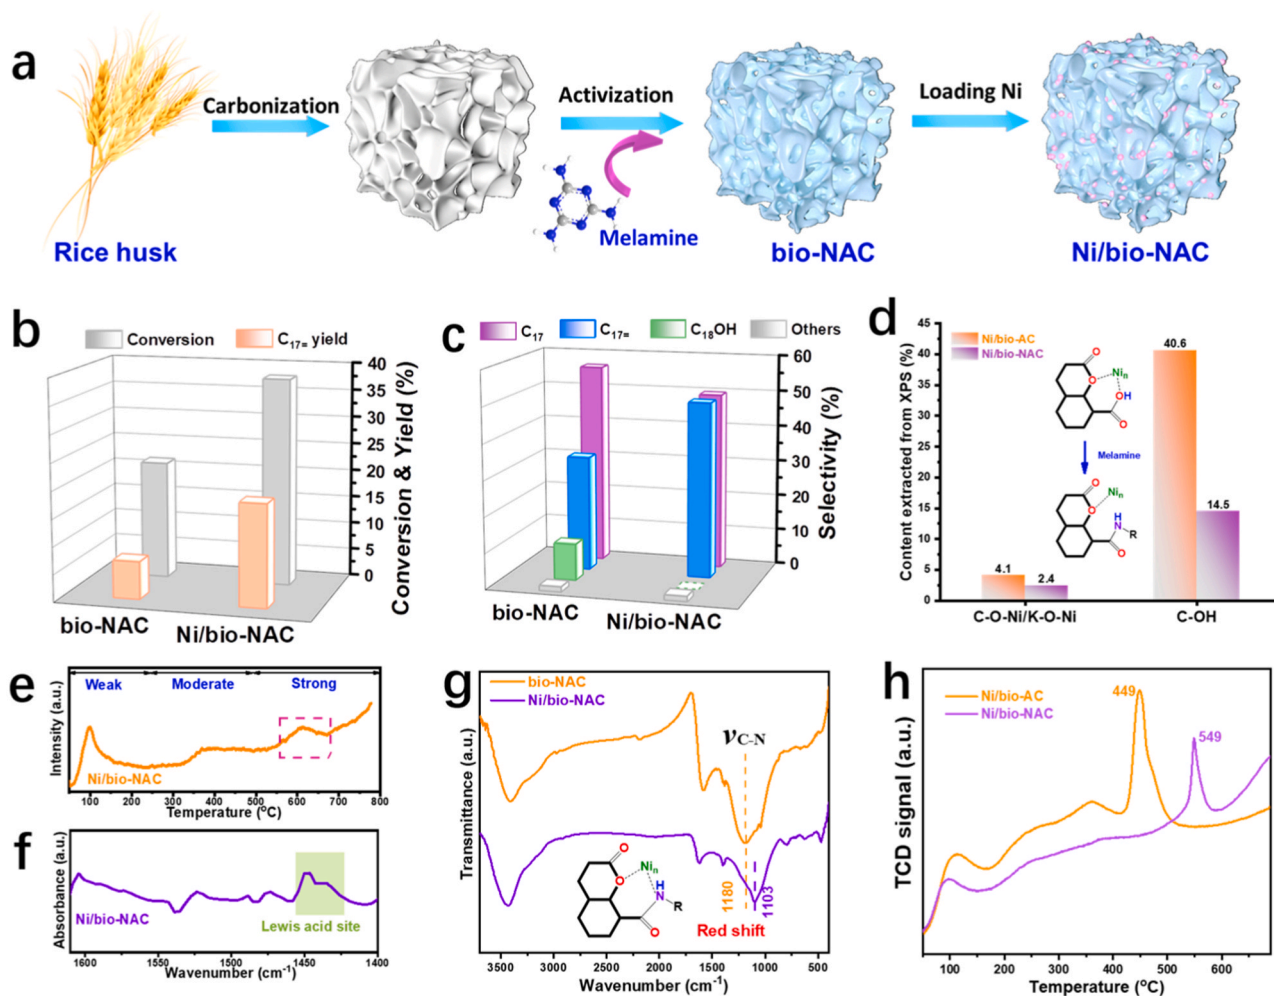 a
Carbonization
Activization
Loading Ni
Rice husk
Melamine
bio-NAC
Ni/bio-NAC
b
Conversion
C17= yield
40
35
30
25
20
15
10
5
0
Conversion & Yield (%)
bio-NAC
Ni/bio-NAC
c
C17
C17=
C18OH
Others
60
50
40
30
20
10
0
Selectivity (%)
bio-NAC
Ni/bio-NAC
d
Content extracted from XPS (%)
45
40
35
30
25
20
15
10
5
0
Ni/bio-AC
Ni/bio-NAC
40.6
14.5
4.1
2.4
O
O
Nin
OH
O
Melamine
O
O
Nin
H
N
R
O
C-O-Ni/K-O-Ni
C-OH
e
Intensity (a.u.)
Weak
Moderate
Strong
Ni/bio-NAC
100 200 300 400 500 600 700 800
Temperature (oC)
f
Absorbance (a.u.)
Ni/bio-NAC
Lewis acid site
1600 1550 1500 1450 1400
Wavenumber (cm-1)
g
Transmittance (a.u.)
bio-NAC
Ni/bio-NAC
νC-N
1180
1103
Red shift
O
O
Nin
H
N
R
O
3500 3000 2500 2000 1500 1000 500
Wavenumber (cm-1)
h
TCD signal (a.u.)
Ni/bio-AC
Ni/bio-NAC
449
549
100 200 300 400 500 600
Temperature (oC)